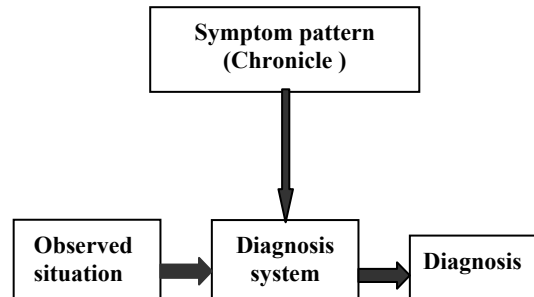 Symptom pattern
(Chronicle )
Observed
situation
Diagnosis
system
Diagnosis